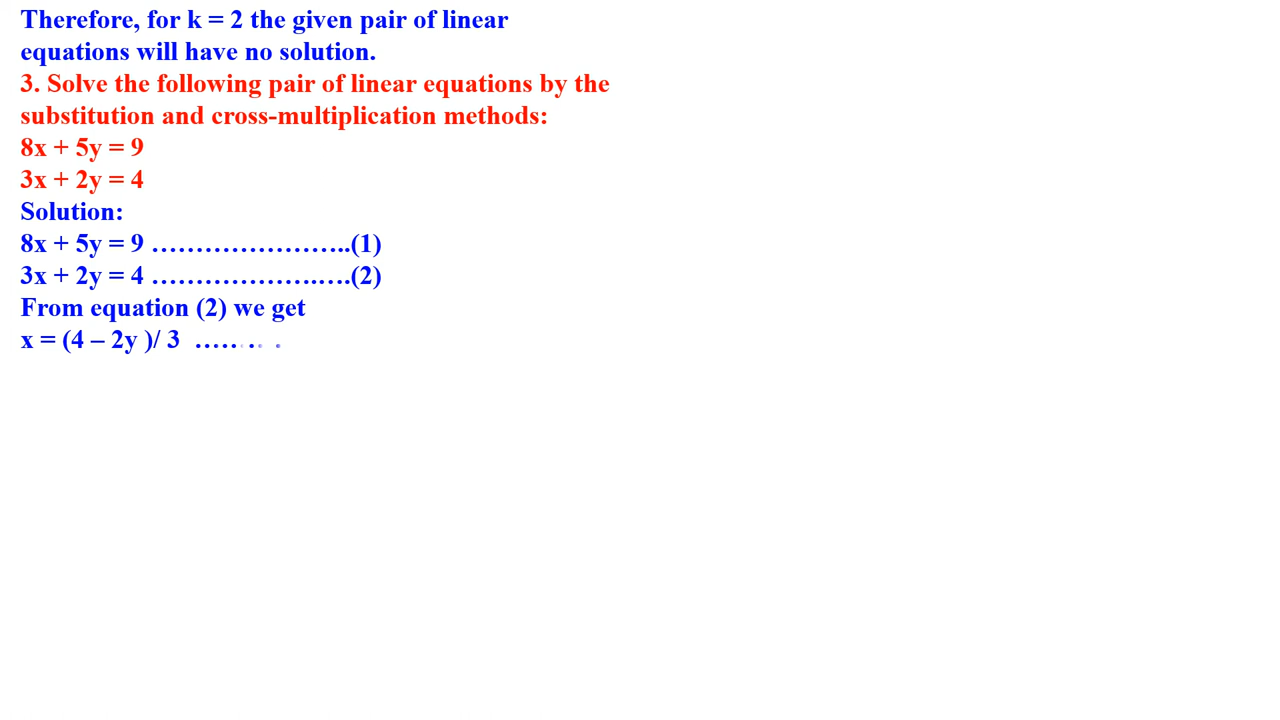 Therefore, for k = 2 the given pair of linear
equations will have no solution.
3. Solve the following pair of linear equations by the
substitution and cross-multiplication methods:
8x + 5y = 9
3x + 2y = 4
Solution:
8x + 5y = 9 …………………..(1)
3x + 2y = 4 ……………….….(2)
From equation (2) we get
x = (4 – 2y )/ 3 ……. .